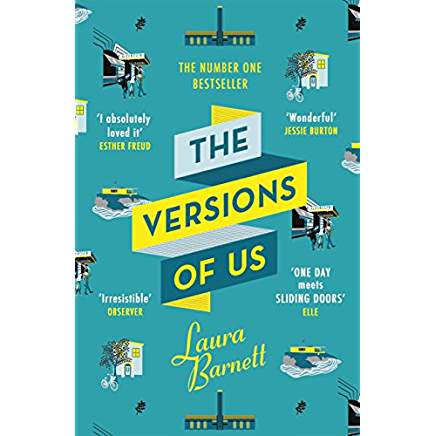 THE NUMBER ONE
BESTSELLER
'I absolutely
loved it'
ESTHER FREUD
'Wonderful'
JESSIE BURTON
THE
VERSIONS
OF US
'Irresistible'
OBSERVER
'ONE DAY
meets
SLIDING DOORS'
ELLE
Laura
Barnett